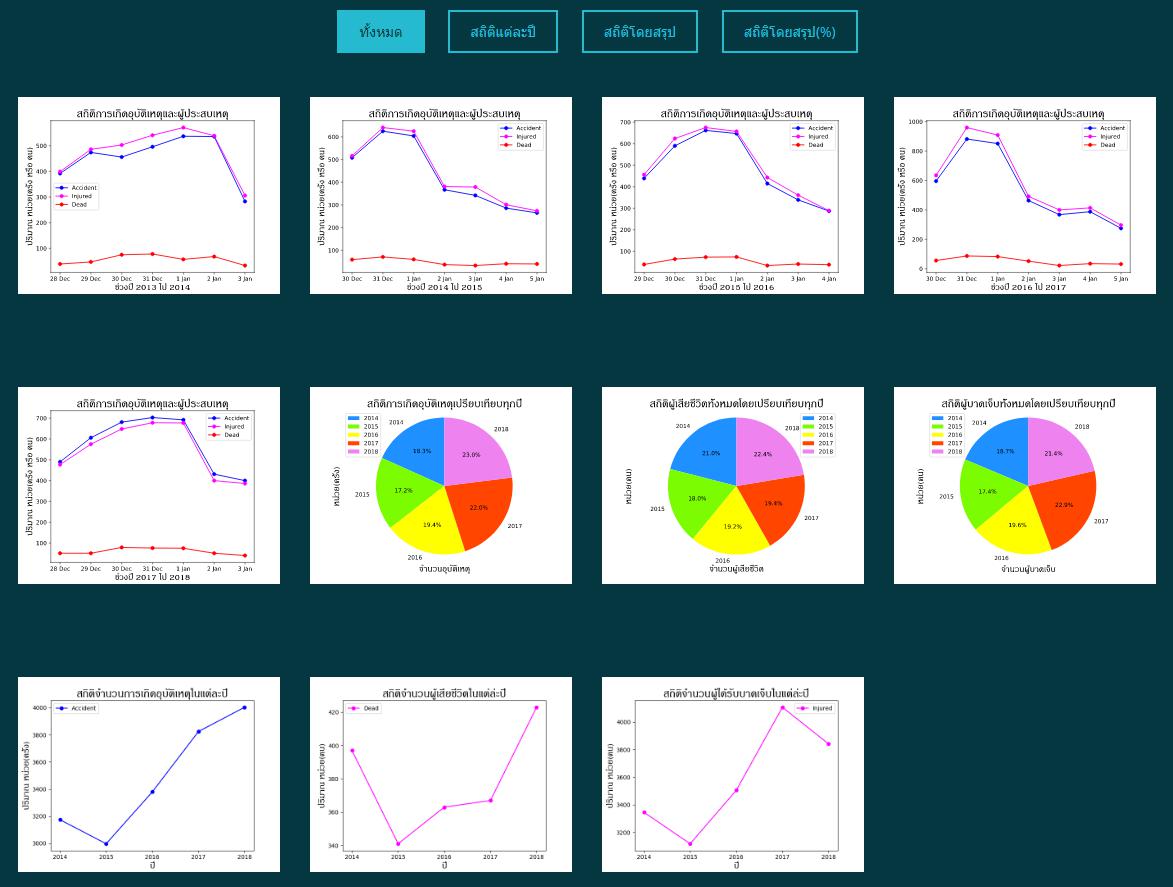 ทั้งหมด
สถิติแต่ละปี
สถิติโดยสรุป
สถิติโดยสรุป(%)
สถิติการเกิดอุบัติเหตุและผู้ประสบเหตุ
ปริมาณ หน่วย(ครั้ง หรือ คน)
500
400
300
200
100
Accident
Injured
Dead
28 Dec 29 Dec 30 Dec 31 Dec 1 Jan 2 Jan 3 Jan
ช่วงปี 2013 ไป 2014
สถิติการเกิดอุบัติเหตุและผู้ประสบเหตุ
ปริมาณ หน่วย(ครั้ง หรือ คน)
600
500
400
300
200
100
Accident
Injured
Dead
30 Dec 31 Dec 1 Jan 2 Jan 3 Jan 4 Jan 5 Jan
ช่วงปี 2014 ไป 2015
สถิติการเกิดอุบัติเหตุและผู้ประสบเหตุ
ปริมาณ หน่วย(ครั้ง หรือ คน)
700
600
500
400
300
200
100
Accident
Injured
Dead
29 Dec 30 Dec 31 Dec 1 Jan 2 Jan 3 Jan 4 Jan
ช่วงปี 2015 ไป 2016
สถิติการเกิดอุบัติเหตุและผู้ประสบเหตุ
ปริมาณ หน่วย(ครั้ง หรือ คน)
1000
800
600
400
200
0
Accident
Injured
Dead
30 Dec 31 Dec 1 Jan 2 Jan 3 Jan 4 Jan 5 Jan
ช่วงปี 2016 ไป 2017
สถิติการเกิดอุบัติเหตุและผู้ประสบเหตุ
ปริมาณ หน่วย(ครั้ง หรือ คน)
700
600
500
400
300
200
100
Accident
Injured
Dead
28 Dec 29 Dec 30 Dec 31 Dec 1 Jan 2 Jan 3 Jan
ช่วงปี 2017 ไป 2018
สถิติการเกิดอุบัติเหตุเปรียบเทียบทุกปี
หน่วย(ครั้ง)
2014
2015
2016
2017
2018
2014
18.3%
2018
23.0%
2015
17.2%
22.0%
2017
19.4%
2016
จำนวนอุบัติเหตุ
สถิติผู้เสียชีวิตทั้งหมดโดยเปรียบเทียบทุกปี
หน่วย(คน)
2014
2015
2016
2017
2018
2014
21.0%
2018
22.4%
2015
18.0%
19.4%
2017
19.2%
2016
จำนวนผู้เสียชีวิต
สถิติผู้บาดเจ็บทั้งหมดโดยเปรียบเทียบทุกปี
หน่วย(คน)
2014
2015
2016
2017
2018
2014
18.7%
2018
21.4%
2015
17.4%
22.9%
2017
19.6%
2016
จำนวนผู้บาดเจ็บ
สถิติจำนวนการเกิดอุบัติเหตุในแต่ละปี
ปริมาณ หน่วย(ครั้ง)
4000
3800
3600
3400
3200
3000
Accident
2014 2015 2016 2017 2018
ปี
สถิติจำนวนผู้เสียชีวิตในแต่ล่ะปี
ปริมาณ หน่วย(คน)
420
400
380
360
340
Dead
2014 2015 2016 2017 2018
ปี
สถิติจำนวนผู้ได้รับบาดเจ็บในแต่ล่ะปี
ปริมาณ หน่วย(คน)
4000
3800
3600
3400
3200
Injured
2014 2015 2016 2017 2018
ปี